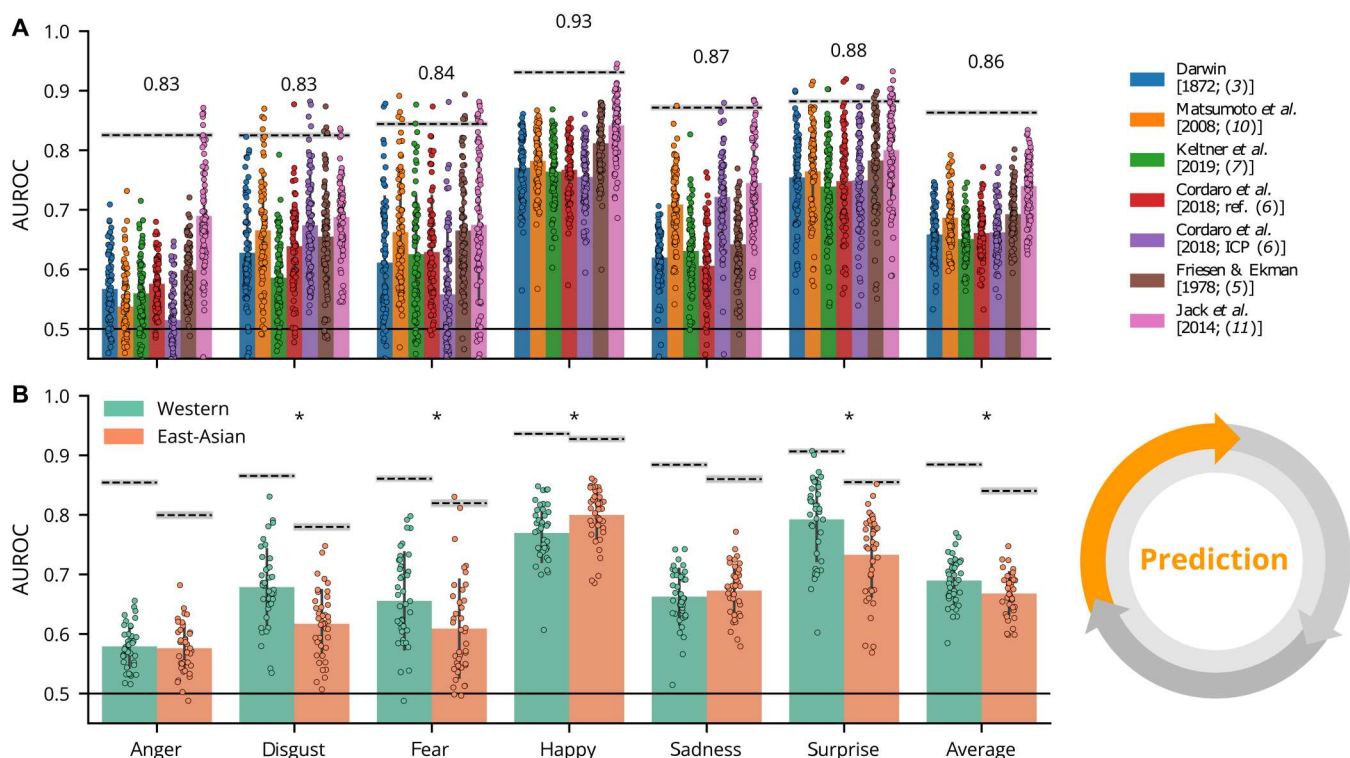 A
1.0
0.9
0.8
0.7
0.6
0.5
AUROC
0.83
0.83
0.84
0.93
0.87
0.88
0.86
Darwin
[1872; (3)]
Matsumoto et al.
[2008; (10)]
Keltner et al.
[2019; (7)]
Cordaro et al.
[2018; ref. (6)]
Cordaro et al.
[2018; ICP (6)]
Friesen & Ekman
[1978; (5)]
Jack et al.
[2014; (11)]
B
1.0
0.9
0.8
0.7
0.6
0.5
AUROC
Western
East-Asian
*
*
*
*
*
Anger
Disgust
Fear
Happy
Sadness
Surprise
Average
Prediction